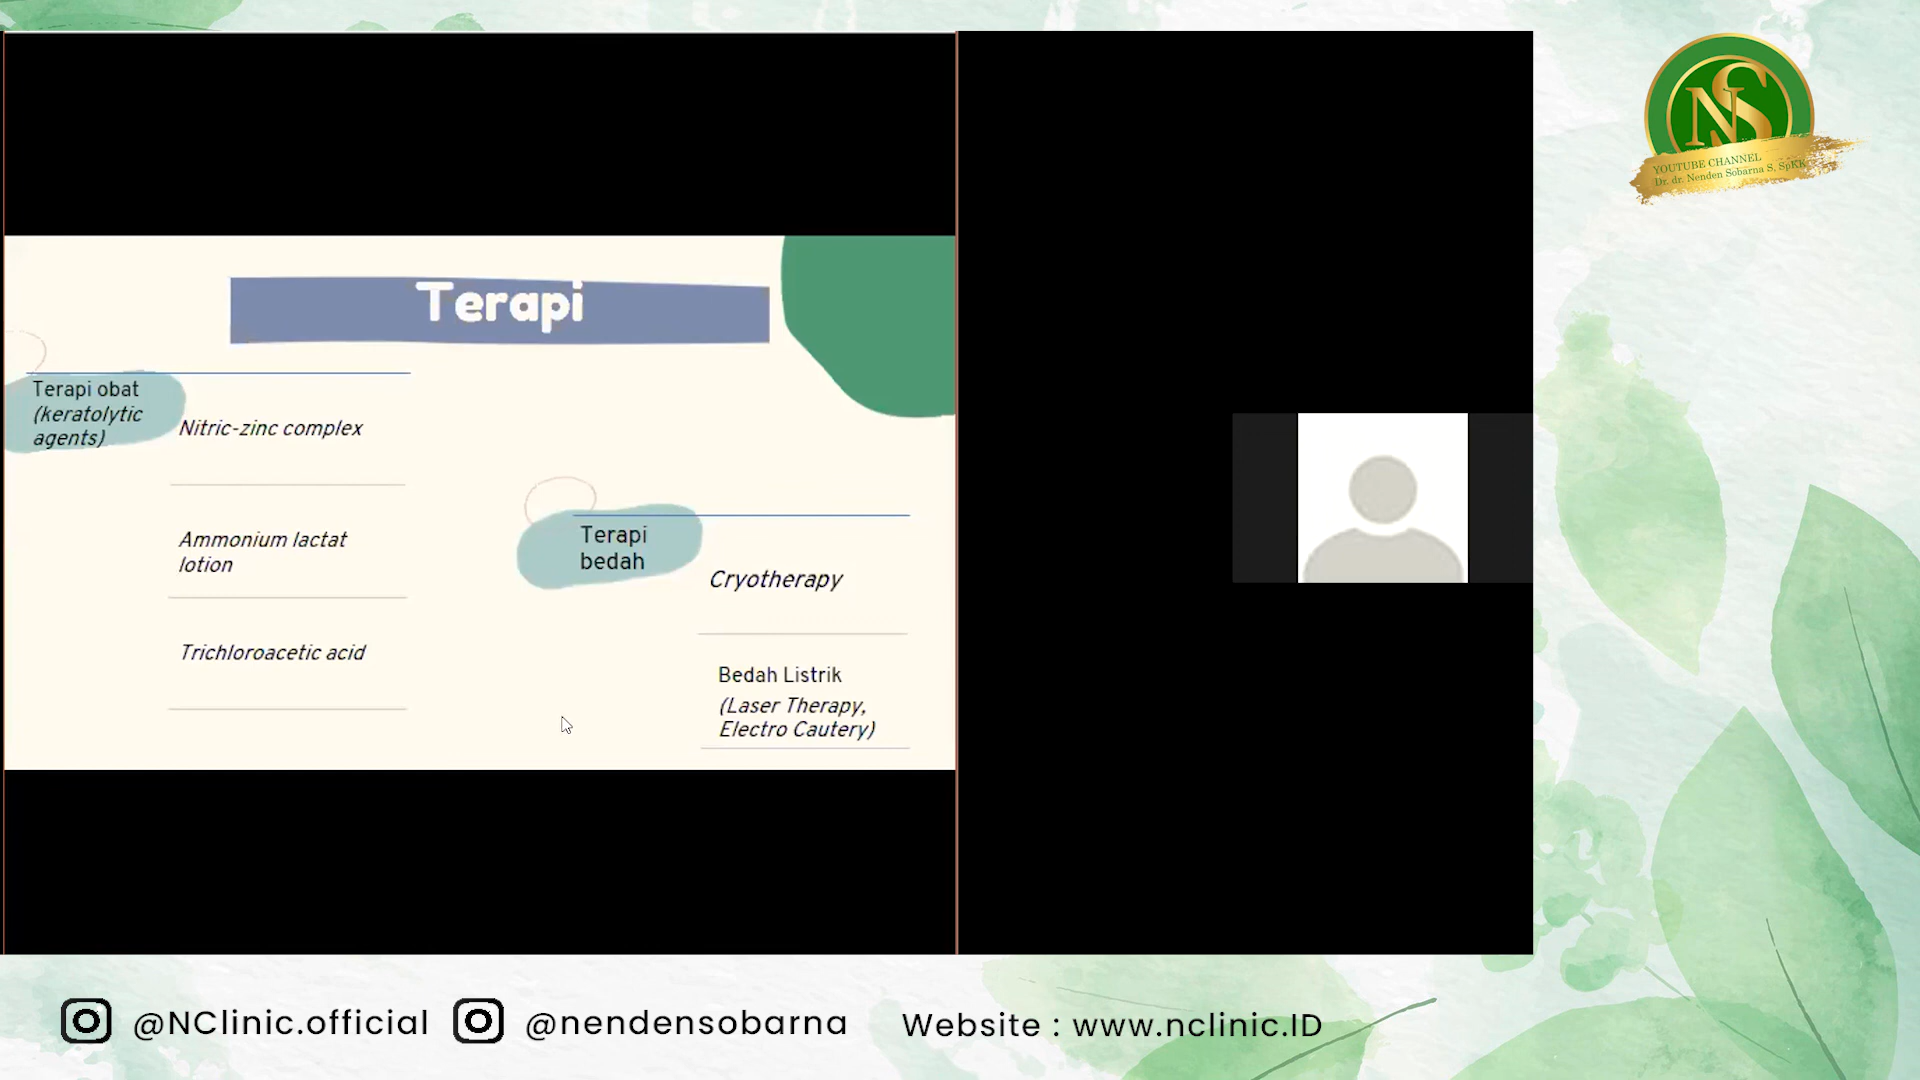 NS
YOUTUBE CHANNEL
Dr. dr. Nenden Sobarna S, SpKK
Terapi
Terapi obat
(keratolytic
agents)
Nitric-zinc complex
Ammonium lactat
lotion
Trichloroacetic acid
Terapi
bedah
Cryotherapy
Bedah Listrik
(Laser Therapy,
Electro Cautery)
@NClinic.official @nendensobarna Website : www.nclinic.ID